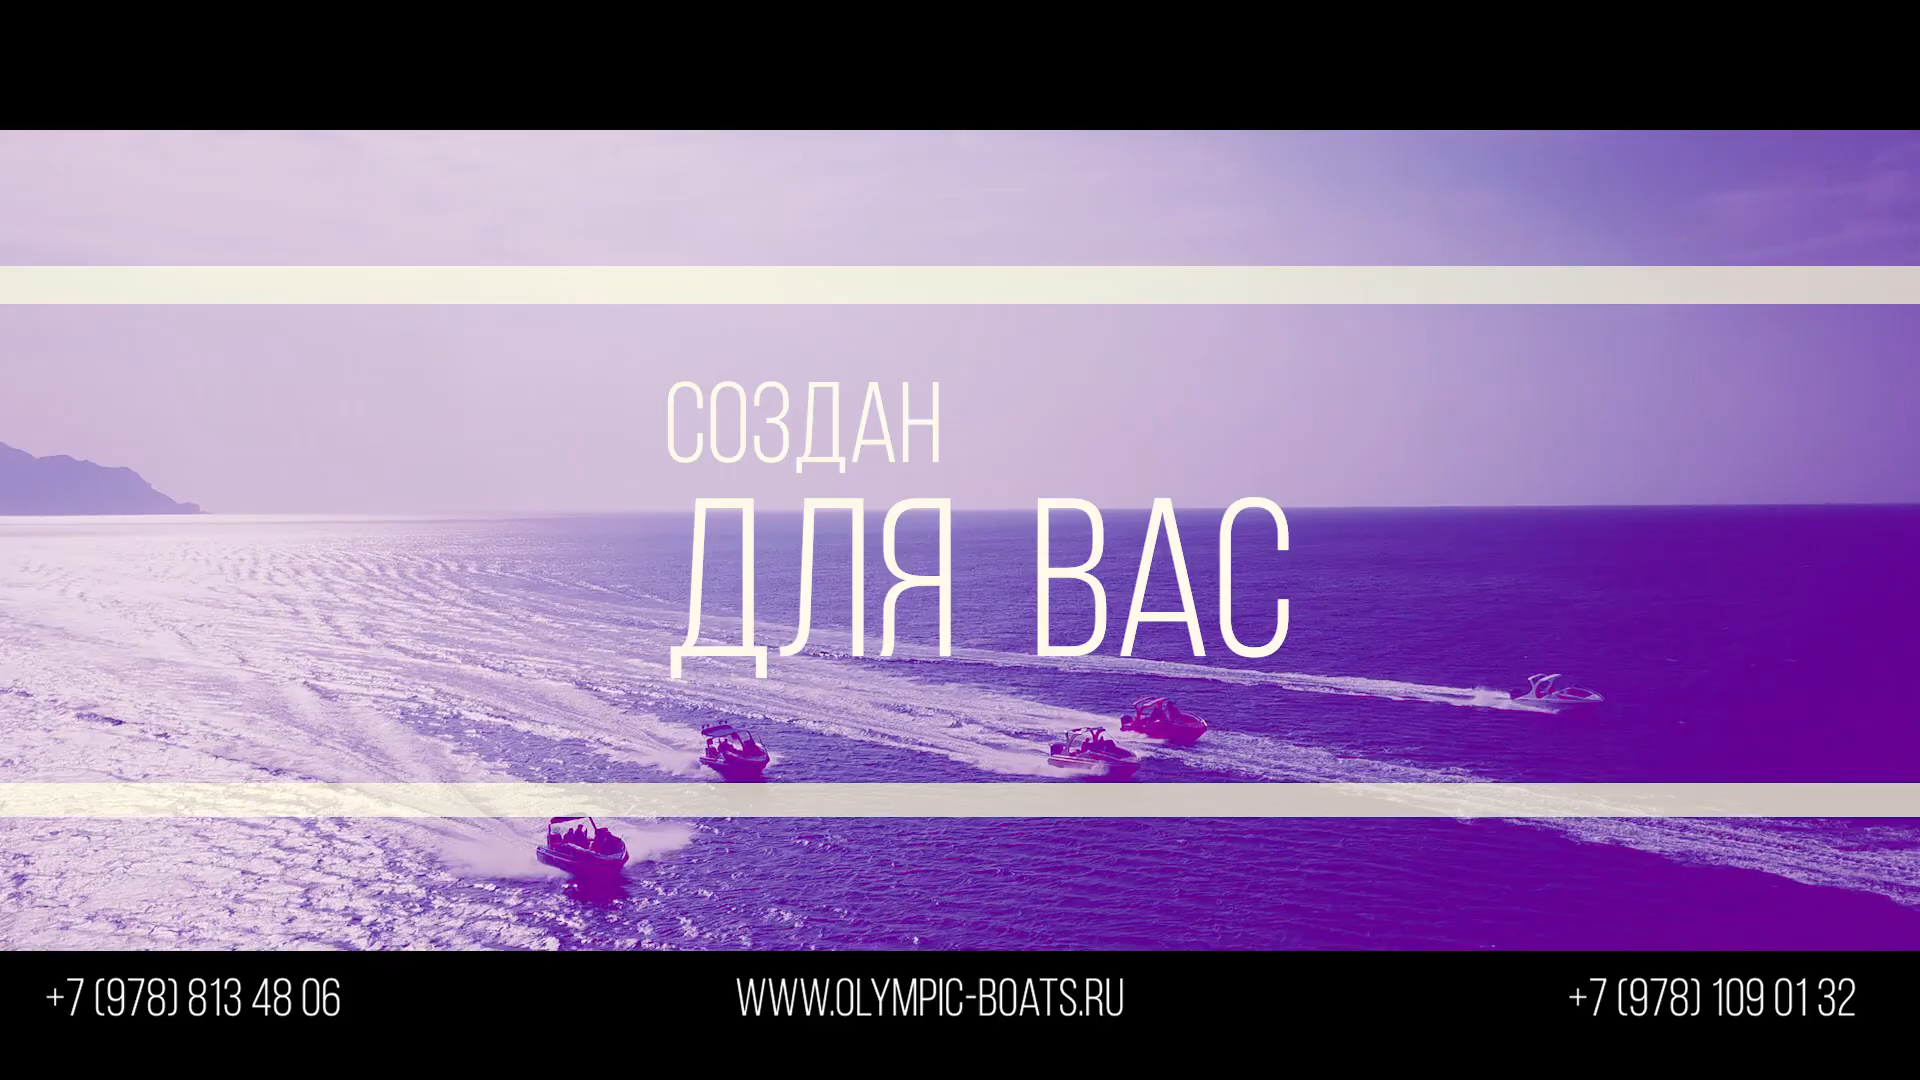 СОЗДАН
ДЛЯ ВАС
+7 (978) 813 48 06
WWW.OLYMPIC-BOATS.RU
+7 (978) 109 01 32